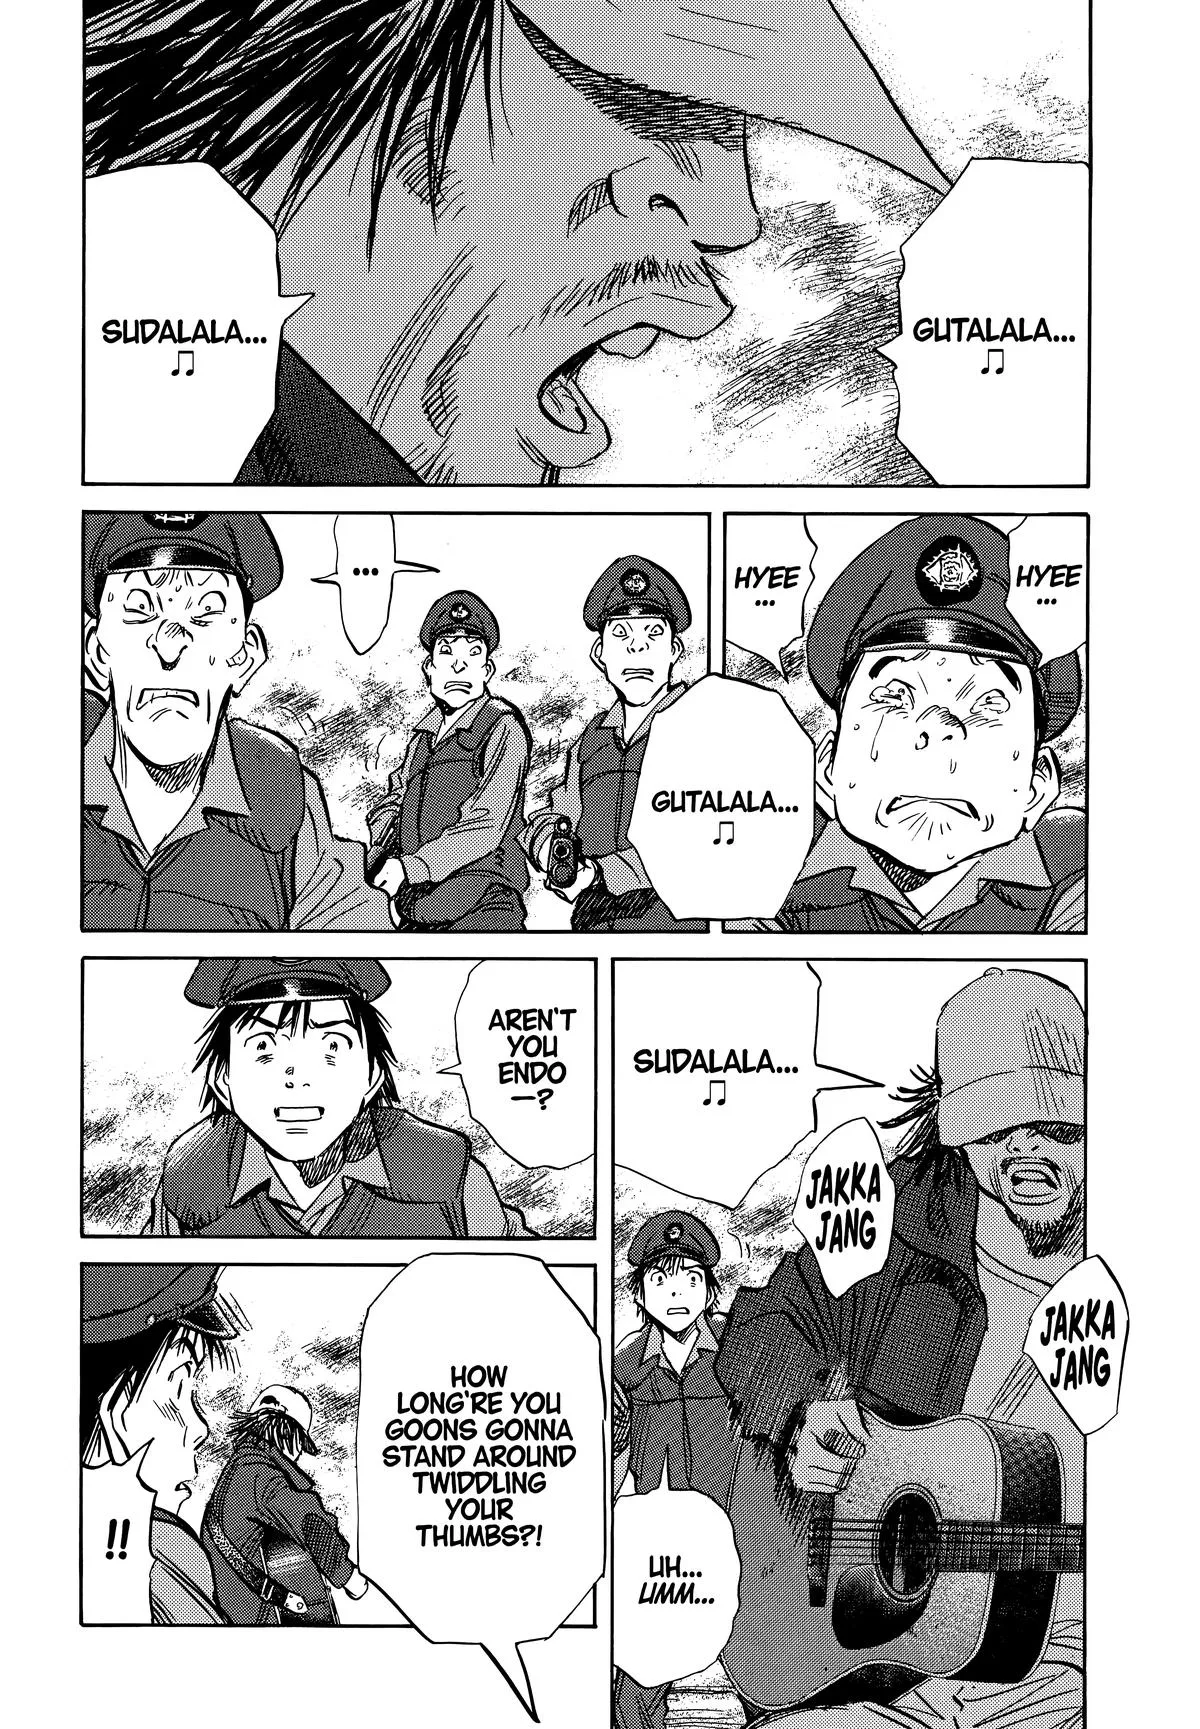 GUTALALA...
♫
SUDALALA...
♫
HYEE
...
HYEE
...
GUTALALA...
♫
...
SUDALALA...
♫
JAKKA
JANG
JAKKA
JANG
UH...
UMM...
AREN'T
YOU
ENDO
—?
HOW
LONG'RE YOU
GOONS GONNA
STAND AROUND
TWIDDLING
YOUR
THUMBS?!
!!